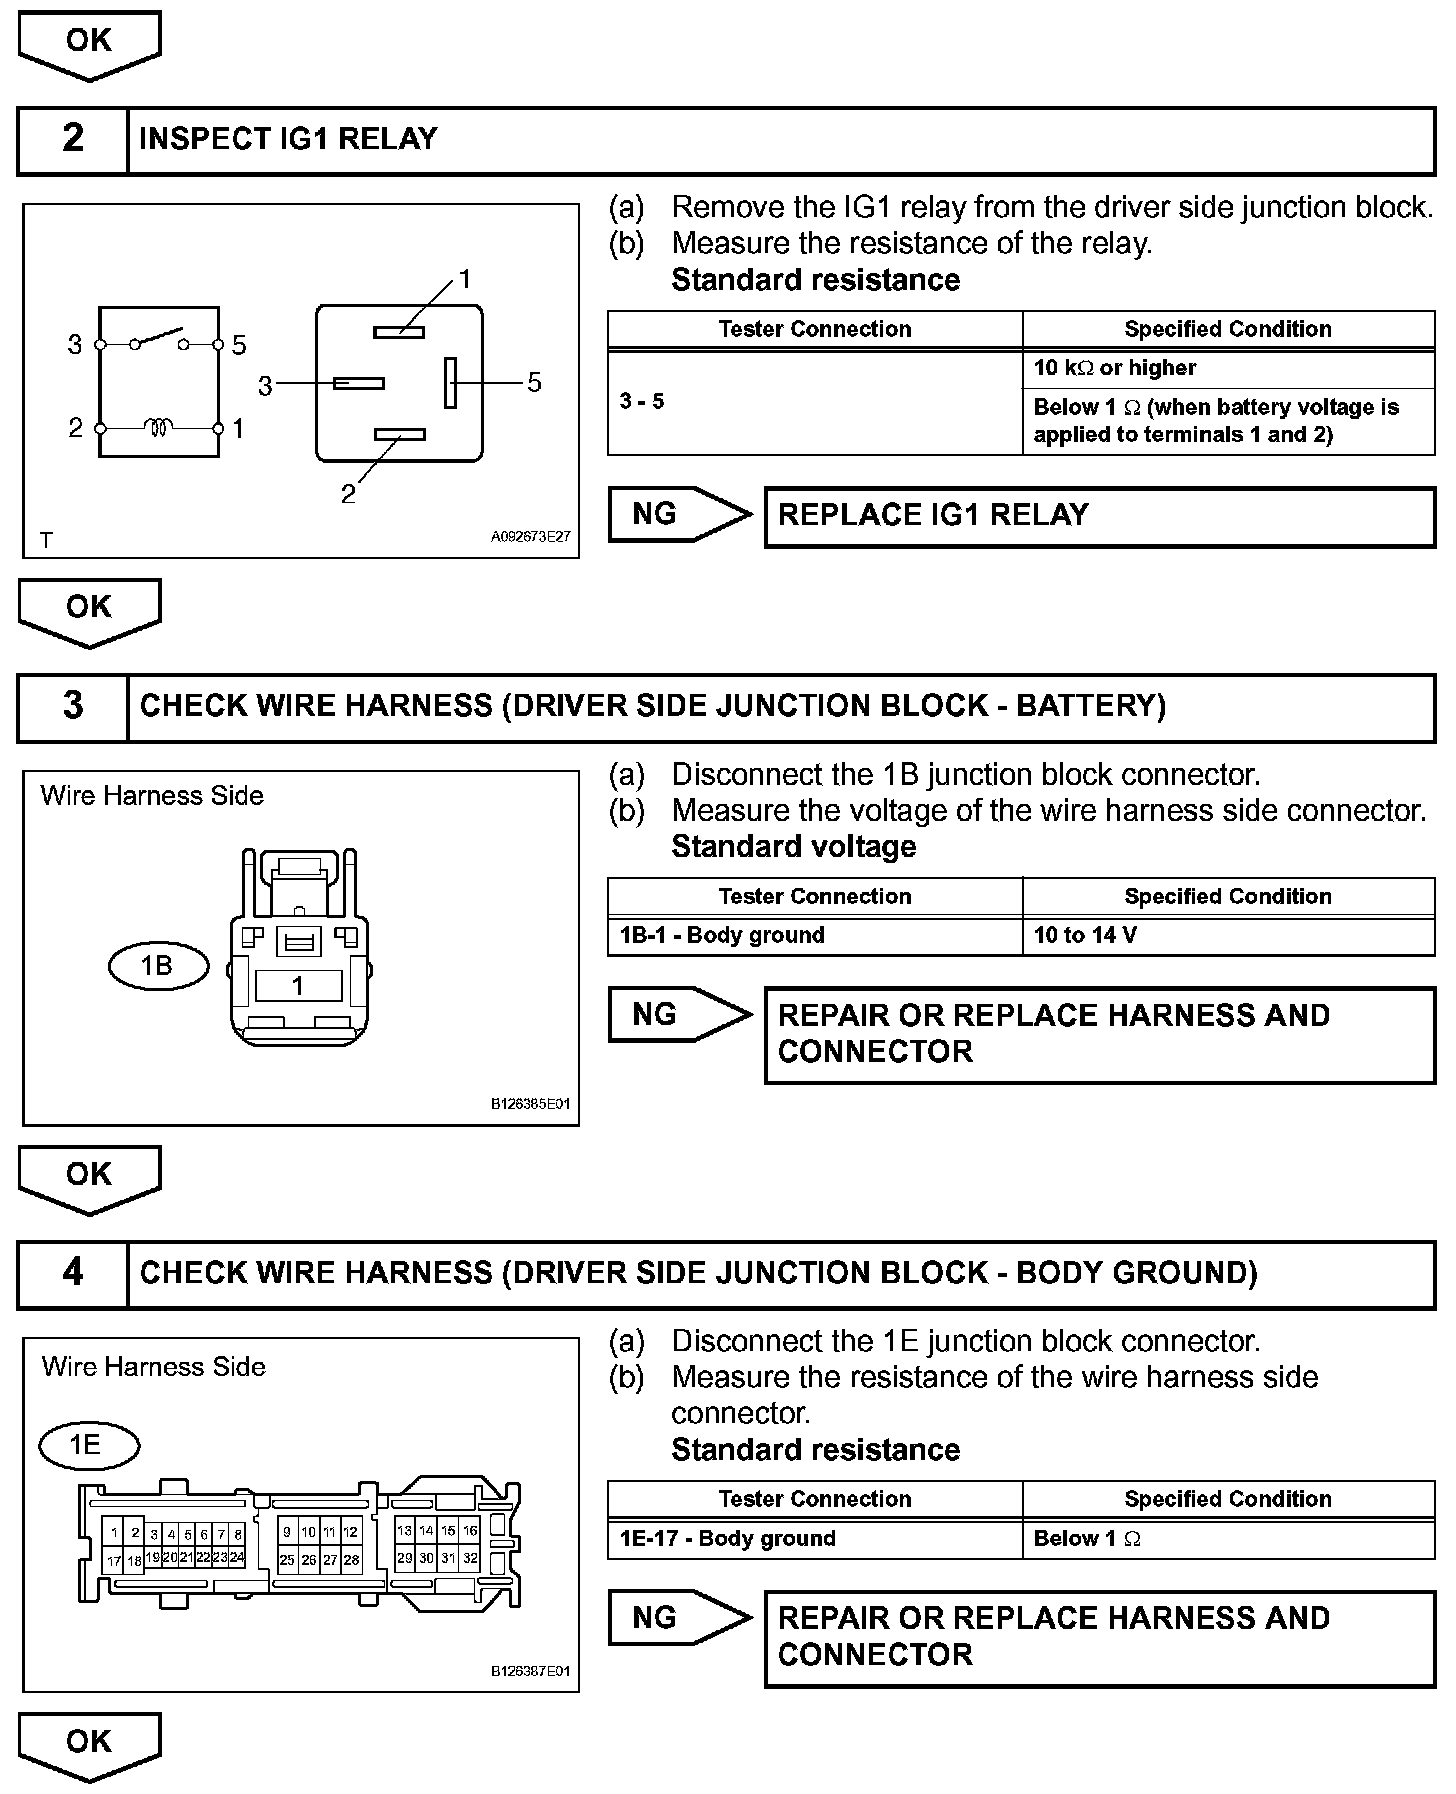 OK
2 INSPECT IG1 RELAY
(a) Remove the IG1 relay from the driver side junction block.
(b) Measure the resistance of the relay.
Standard resistance
1
3 5
3 5
2 1
2
T A092673E27
Tester Connection Specified Condition
3 - 5
10 kΩ or higher
Below 1 Ω (when battery voltage is
applied to terminals 1 and 2)
NG REPLACE IG1 RELAY
OK
3 CHECK WIRE HARNESS (DRIVER SIDE JUNCTION BLOCK - BATTERY)
Wire Harness Side
1B
1
B126385E01
(a) Disconnect the 1B junction block connector.
(b) Measure the voltage of the wire harness side connector.
Standard voltage
Tester Connection Specified Condition
1B-1 - Body ground 10 to 14 V
NG REPAIR OR REPLACE HARNESS AND
CONNECTOR
OK
4 CHECK WIRE HARNESS (DRIVER SIDE JUNCTION BLOCK - BODY GROUND)
Wire Harness Side
1E
1 2 3 4 5 6 7 8 9 10 11 12 13 14 15 16
17 18 19 20 21 22 23 24 25 26 27 28 29 30 31 32
B126387E01
(a) Disconnect the 1E junction block connector.
(b) Measure the resistance of the wire harness side
connector.
Standard resistance
Tester Connection Specified Condition
1E-17 - Body ground Below 1 Ω
NG REPAIR OR REPLACE HARNESS AND
CONNECTOR
OK